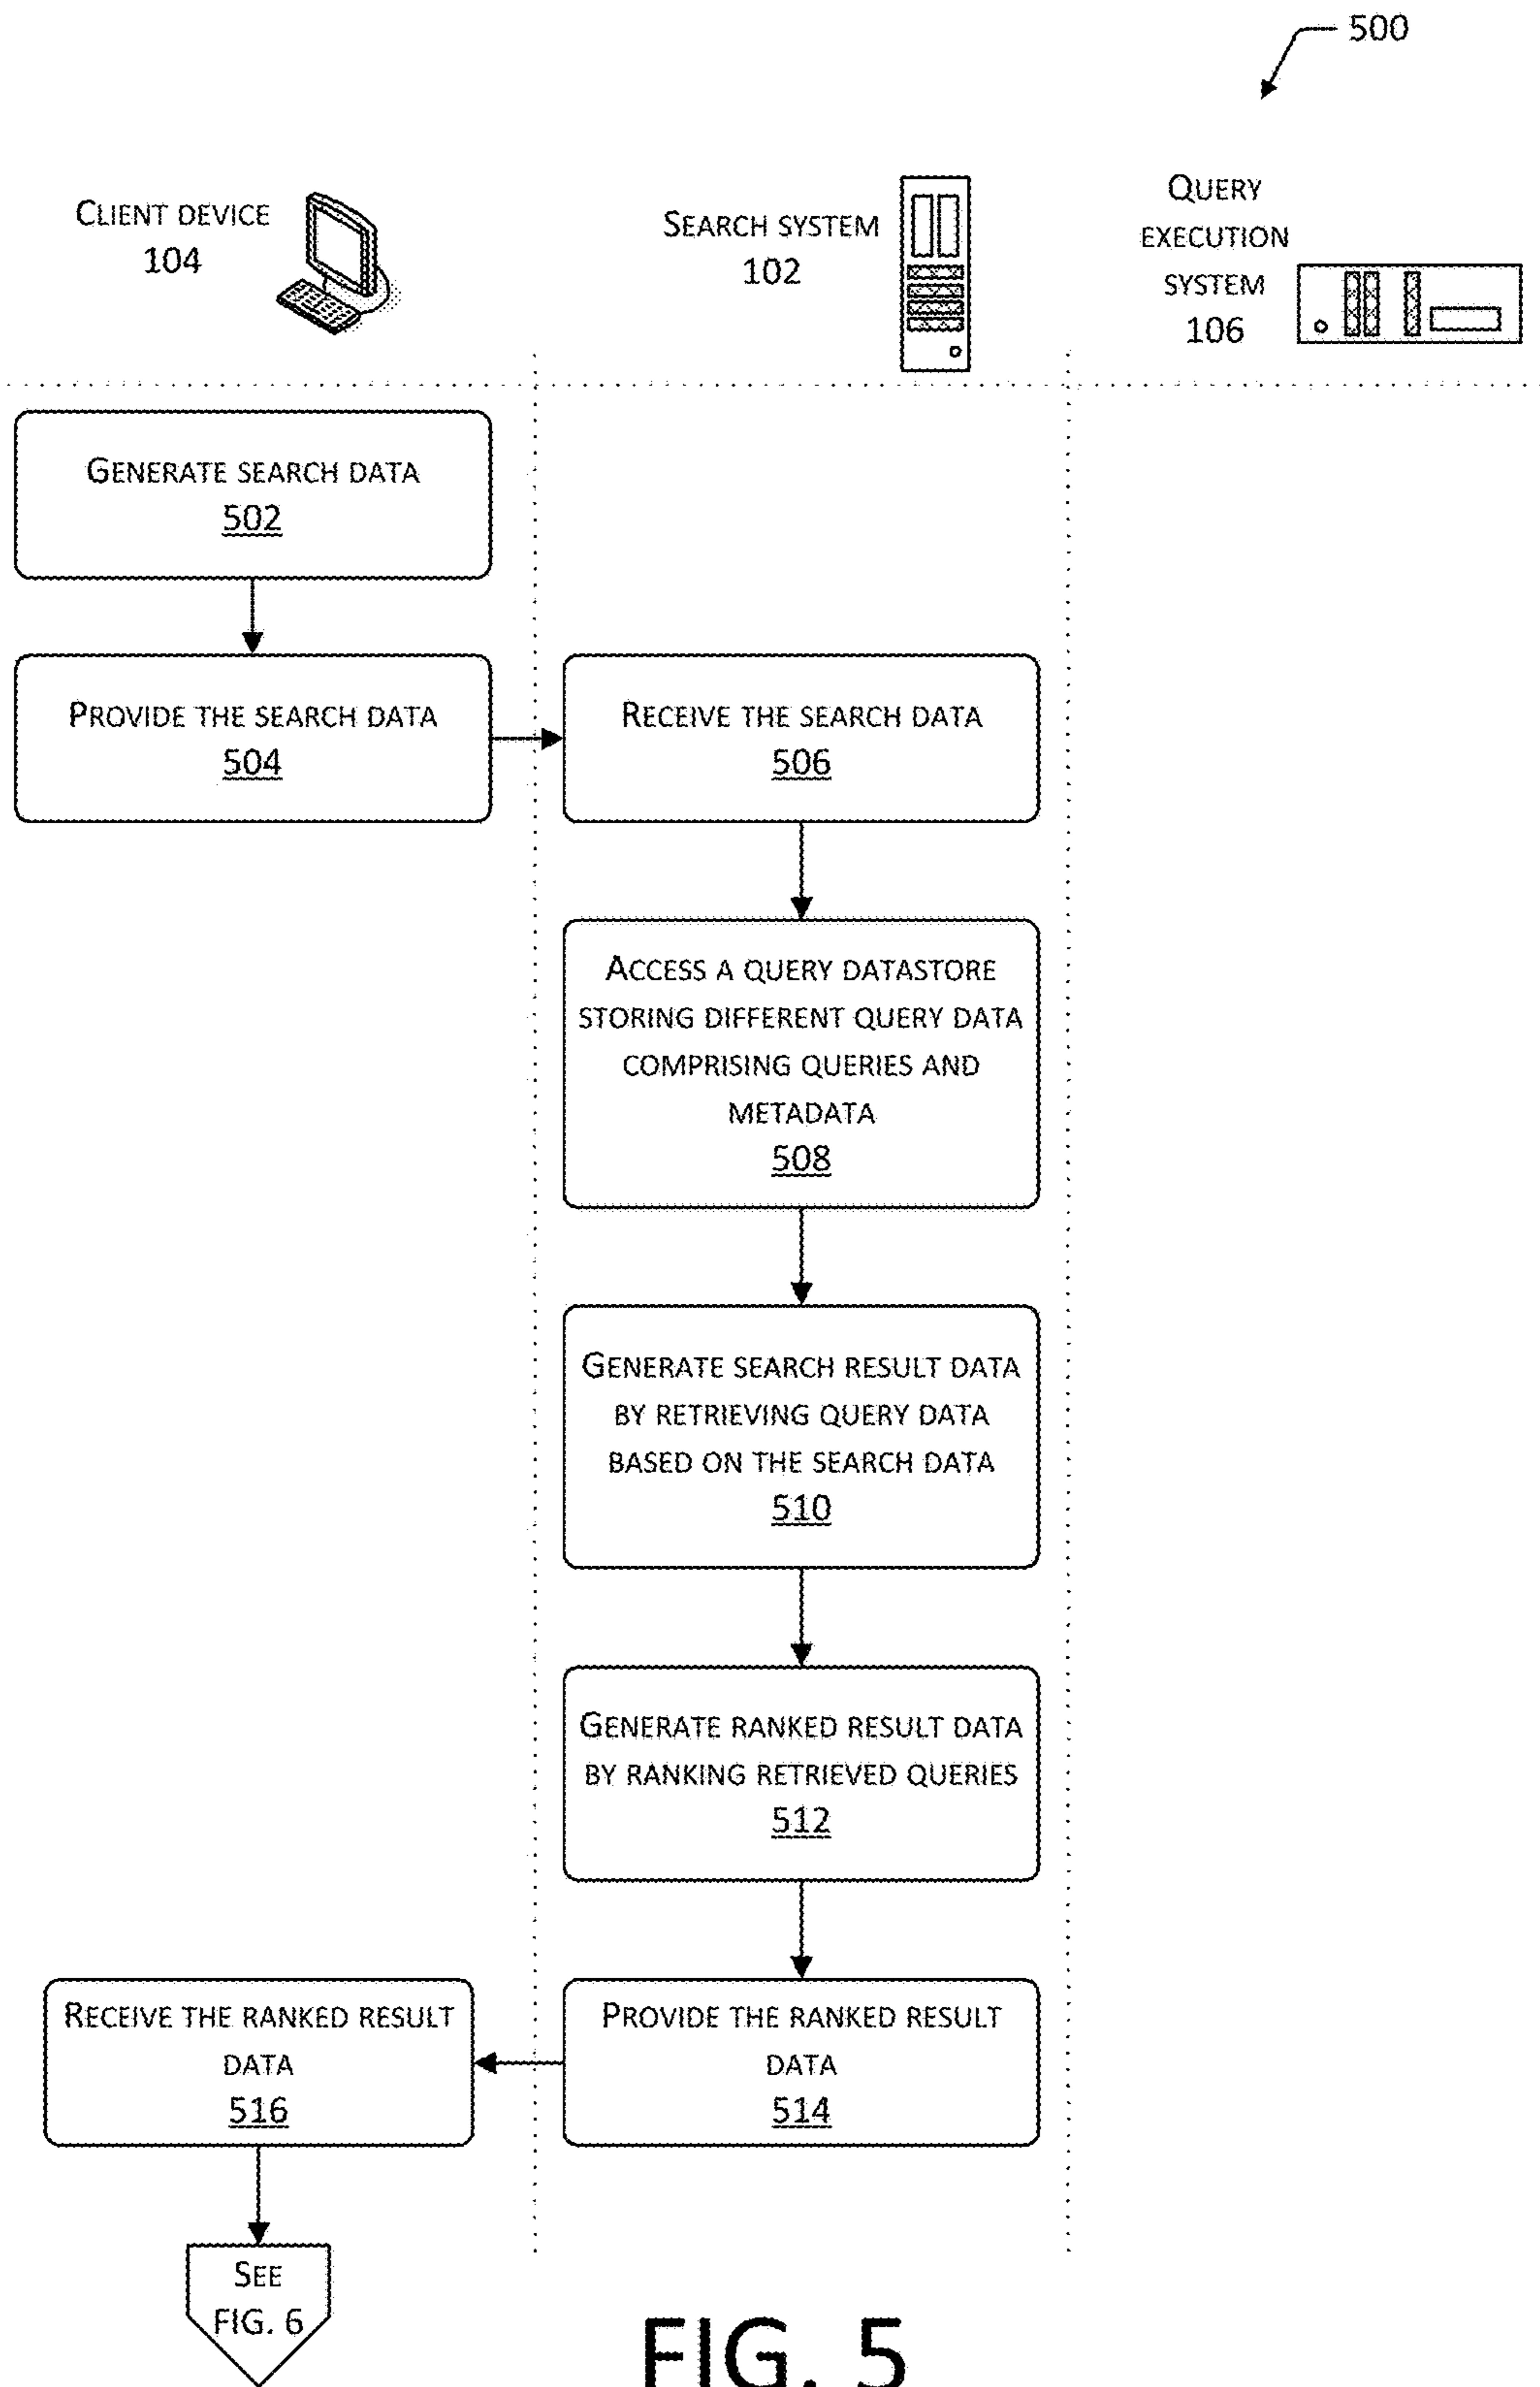 500
CLIENT DEVICE
104
SEARCH SYSTEM
102
QUERY
EXECUTION
SYSTEM
106
GENERATE SEARCH DATA
502
PROVIDE THE SEARCH DATA
504
RECEIVE THE SEARCH DATA
506
ACCESS A QUERY DATASTORE
STORING DIFFERENT QUERY DATA
COMPRISING QUERIES AND
METADATA
508
GENERATE SEARCH RESULT DATA
BY RETRIEVING QUERY DATA
BASED ON THE SEARCH DATA
510
GENERATE RANKED RESULT DATA
BY RANKING RETRIEVED QUERIES
512
PROVIDE THE RANKED RESULT
DATA
514
RECEIVE THE RANKED RESULT
DATA
516
SEE
FIG. 6
FIG. 5